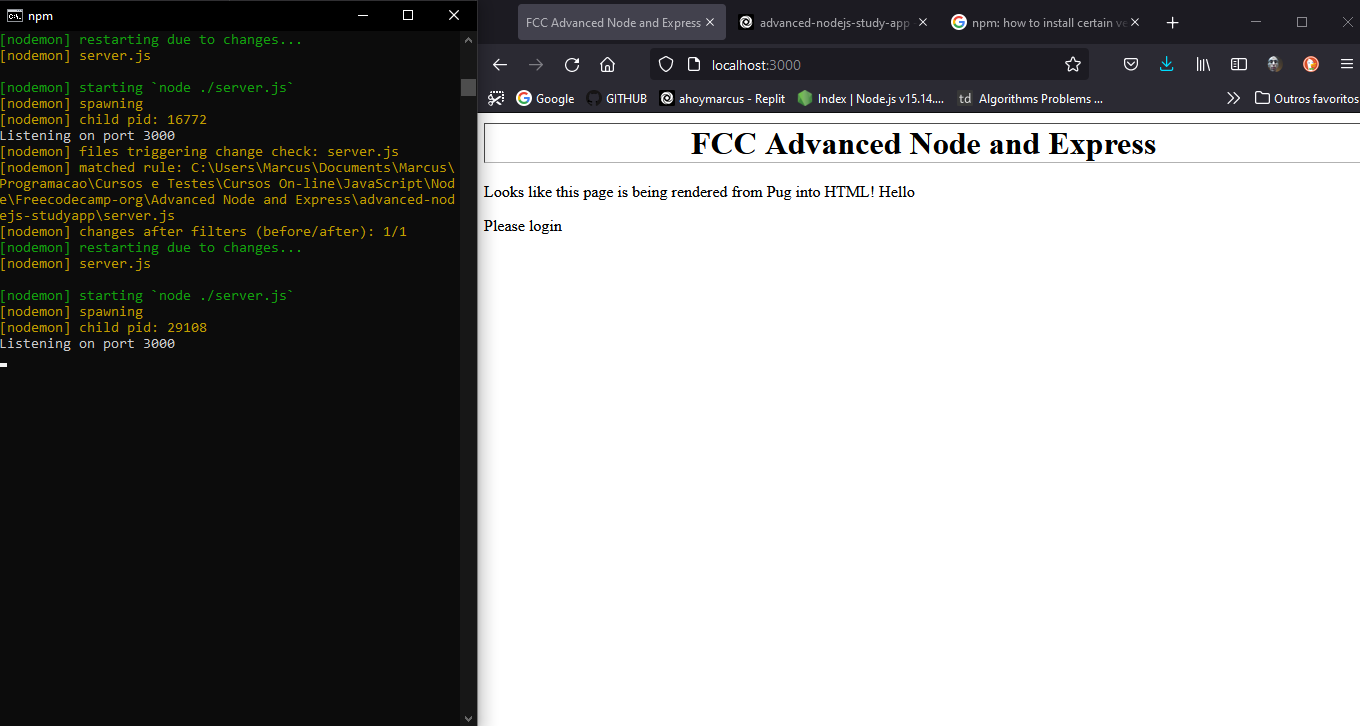 npm
[nodemon] restarting due to changes...
[nodemon] server.js
[nodemon] starting `node ./server.js`
[nodemon] spawning
[nodemon] child pid: 16772
Listening on port 3000
[nodemon] files triggering change check: server.js
[nodemon] matched rule: C:\Users\Marcus\Documents\Marcus\
Programacao\Cursos e Testes\Cursos On-line\JavaScript\Nod
e\Freecodecamp-org\Advanced Node and Express\advanced-nod
ejs-studyapp\server.js
[nodemon] changes after filters (before/after): 1/1
[nodemon] restarting due to changes...
[nodemon] server.js
[nodemon] starting `node ./server.js`
[nodemon] spawning
[nodemon] child pid: 29108
Listening on port 3000
FCC Advanced Node and Express
advanced-nodejs-study-app
npm: how to install certain ve
localhost:3000
Google
GITHUB
ahoymarcus - Replit
Index | Node.js v15.14....
td
Algorithms Problems ...
Outros favoritos
FCC Advanced Node and Express
Looks like this page is being rendered from Pug into HTML! Hello
Please login